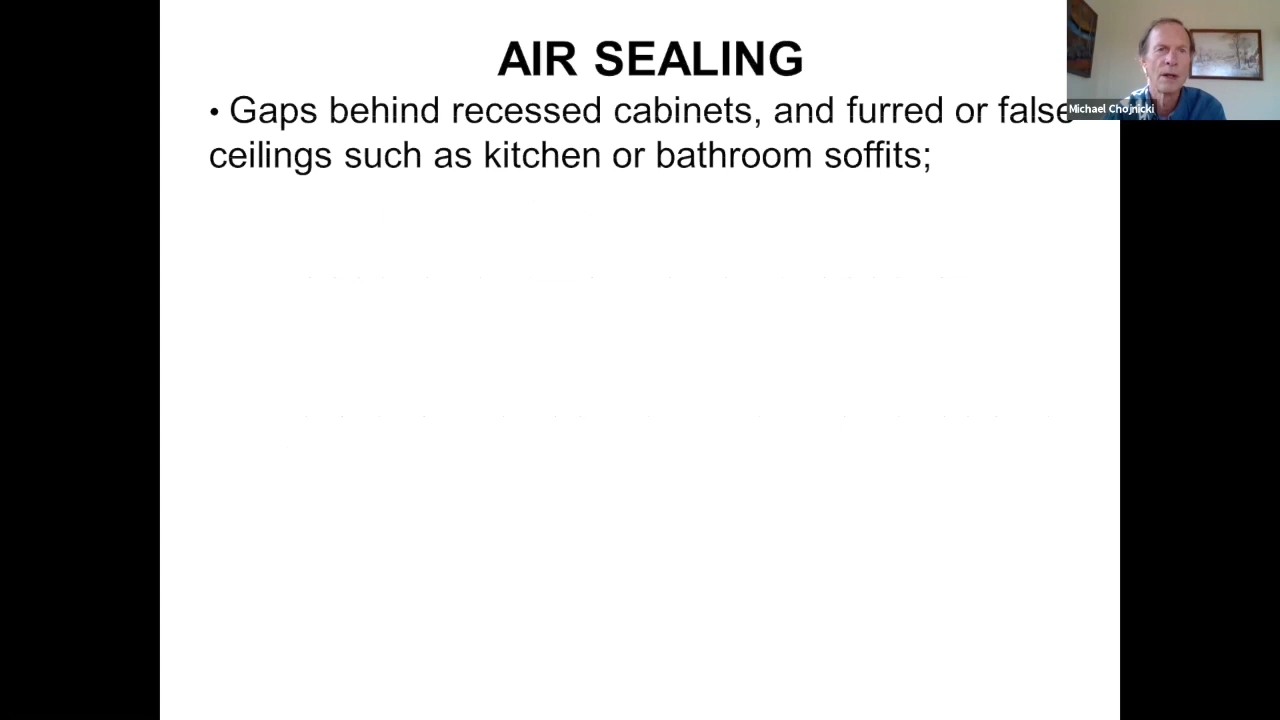 AIR SEALING
• Gaps behind recessed cabinets, and furred or false
ceilings such as kitchen or bathroom soffits;
Michael Chojnicki